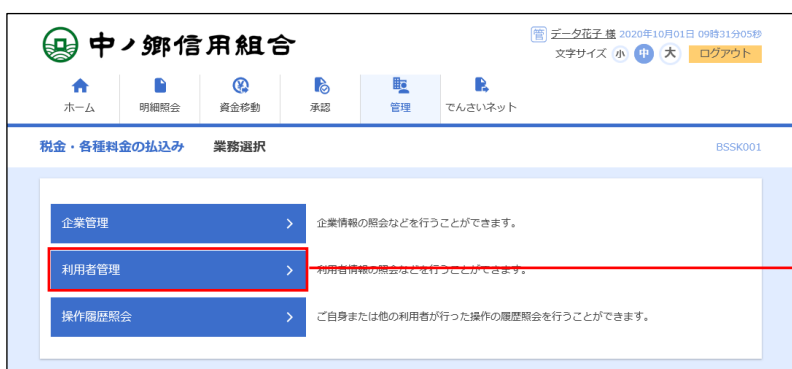 中ノ郷信用組合
管 データ花子 様 2020年10月01日 09時31分05秒
文字サイズ 小 中 大 ログアウト
ホーム 明細照会 資金移動 承認 管理 でんさいネット
税金・各種料金の払込み 業務選択 BSSK001
企業管理 企業情報の照会などを行うことができます。
利用者管理 利用者情報の照会などを行うことができます。
操作履歴照会 ご自身または他の利用者が行った操作の履歴照会を行うことができます。